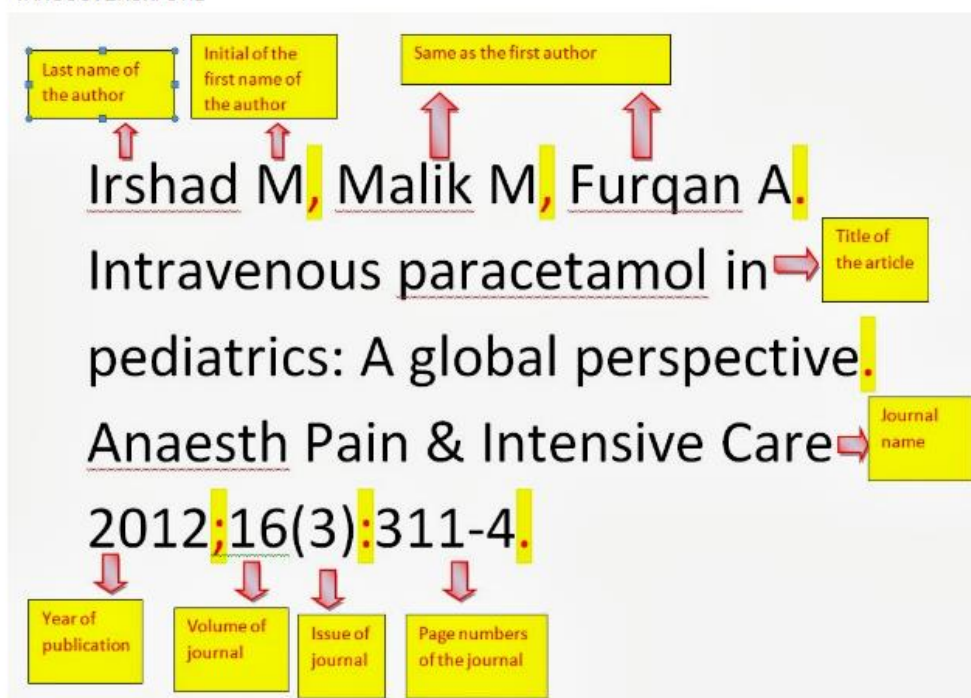 Last name of
the author
Initial of the
first name of
the author
Same as the first author
Irshad M, Malik M, Furqan A.
Intravenous paracetamol in
Title of
the article
pediatrics: A global perspective.
Anaesth Pain & Intensive Care
Journal
name
2012;16(3):311-4.
Year of
publication
Volume of
journal
Issue of
journal
Page numbers
of the journal